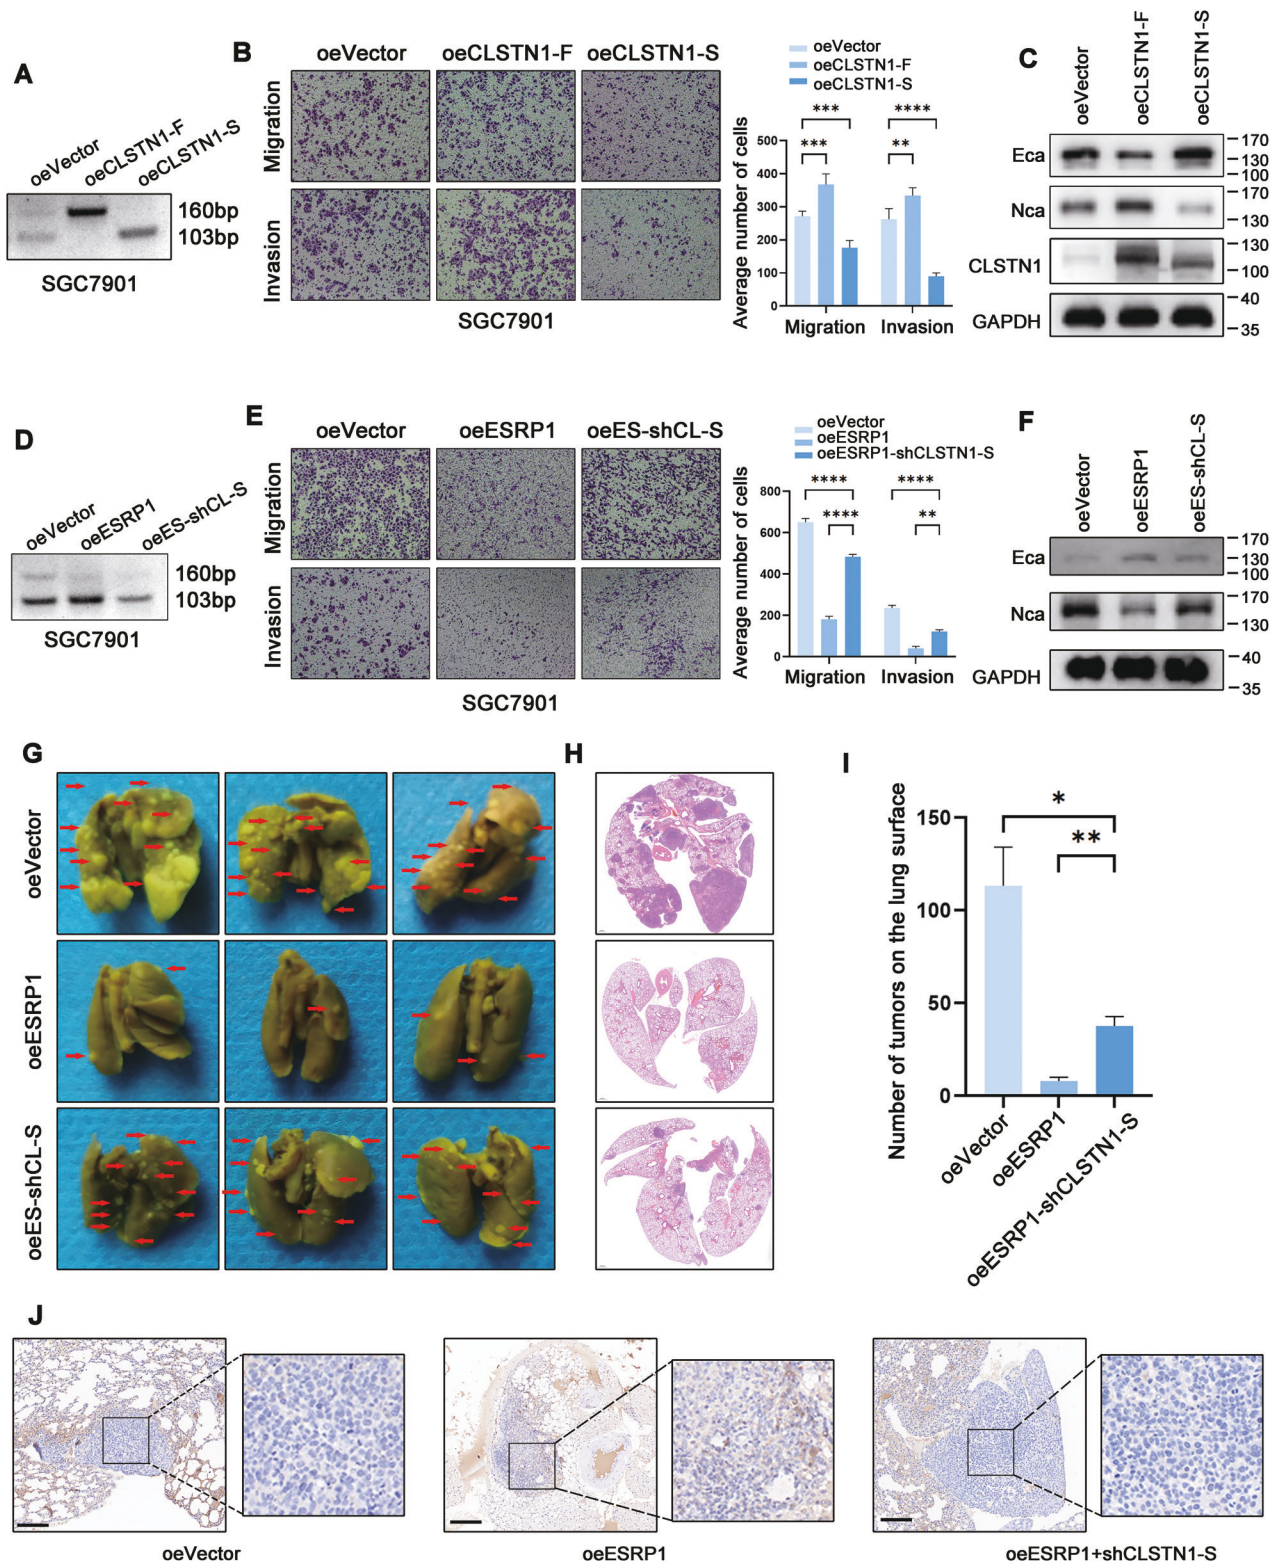 A
oeVector
oeCLSTN1-F
oeCLSTN1-S
160bp
103bp
SGC7901
B
oeVector
oeCLSTN1-F
oeCLSTN1-S
Migration
Invasion
SGC7901
oeVector
oeCLSTN1-F
oeCLSTN1-S
Average number of cells
500
400
300
200
100
0
***
****
***
**
Migration
Invasion
C
oeVector
oeCLSTN1-F
oeCLSTN1-S
Eca
170
130
100
Nca
170
130
CLSTN1
130
100
GAPDH
40
35
D
oeVector
oeESRP1
oeES-shCL-S
160bp
103bp
SGC7901
E
oeVector
oeESRP1
oeES-shCL-S
Migration
Invasion
SGC7901
oeVector
oeESRP1
oeESRP1-shCLSTN1-S
Average number of cells
800
600
400
200
0
****
****
****
**
Migration
Invasion
F
oeVector
oeESRP1
oeES-shCL-S
Eca
170
130
100
Nca
170
130
GAPDH
40
35
G
oeVector
oeESRP1
oeES-shCL-S
H
I
Number of tumors on the lung surface
150
100
50
0
*
**
oeVector
oeESRP1
oeESRP1-shCLSTN1-S
J
oeVector
oeESRP1
oeESRP1+shCLSTN1-S